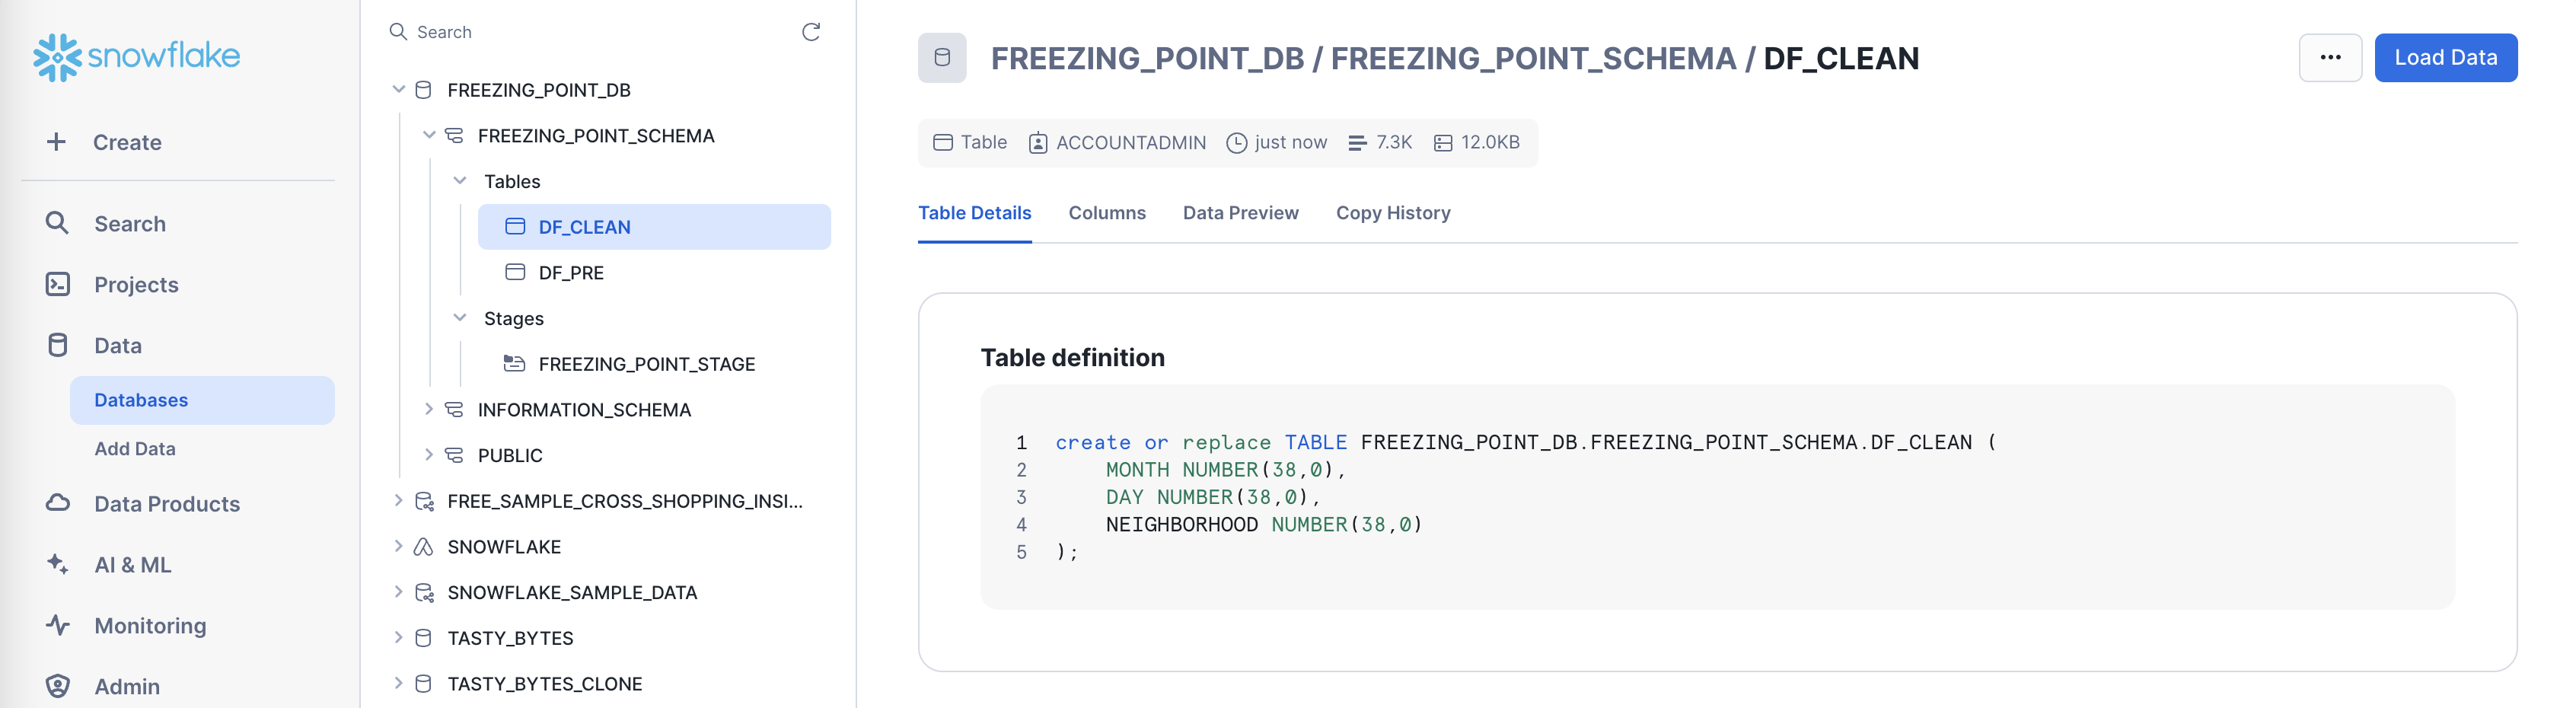 snowflake
Create
Search
Projects
Data
Databases
Add Data
Data Products
AI & ML
Monitoring
Admin
Search
FREEZING_POINT_DB
FREEZING_POINT_SCHEMA
Tables
DF_CLEAN
DF_PRE
Stages
FREEZING_POINT_STAGE
INFORMATION_SCHEMA
PUBLIC
FREE_SAMPLE_CROSS_SHOPPING_INSI...
SNOWFLAKE
SNOWFLAKE_SAMPLE_DATA
TASTY_BYTES
TASTY_BYTES_CLONE
FREEZING_POINT_DB / FREEZING_POINT_SCHEMA / DF_CLEAN
... Load Data
Table ACCOUNTADMIN just now 7.3K 12.0KB
Table Details Columns Data Preview Copy History
Table definition
1 create or replace TABLE FREEZING_POINT_DB.FREEZING_POINT_SCHEMA.DF_CLEAN (
2 MONTH NUMBER(38,0),
3 DAY NUMBER(38,0),
4 NEIGHBORHOOD NUMBER(38,0)
5 );